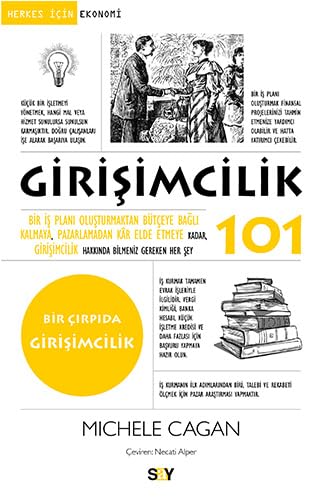 HERKES İÇİN EKONOMİ
KÜÇÜK BİR İŞLETMEYİ
YÖNETMEK, HANGİ MAL VEYA
HİZMET SUNULURSA SUNULSUN
KARMAŞIKTIR. DOĞRU ÇALIŞANLARI
İŞE ALARAK BAŞARIYA ULAŞIN.
BİR İŞ PLANI
OLUŞTURMAK FİNANSAL
PROJELERİNİZİ TAHMİN
ETMENİZE YARDIMCI
OLABİLİR VE HATTA
YATIRIMCI ÇEKEBİLİR.
GİRİŞİMCİLİK
BİR İŞ PLANI OLUŞTURMAKTAN BÜTÇEYE BAĞLI
KALMAYA, PAZARLAMADAN KÂR ELDE ETMEYE KADAR,
GİRİŞİMCİLİK HAKKINDA BİLMENİZ GEREKEN HER ŞEY
101
BİR ÇIRPIDA
GİRİŞİMCİLİK
İŞ KURMAK TAMAMEN
EVRAK İŞLERİYLE
İLGİLİDİR. VERGİ
KİMLİĞİ, BANKA
HESABI, KÜÇÜK
İŞLETME KREDİSİ VE
DAHA FAZLASI İÇİN
BAŞVURU YAPMAYA
HAZIR OLUN.
İŞ KURMANIN İLK ADIMLARINDAN BİRİ, TALEBİ VE REKABETİ
ÖLÇMEK İÇİN PAZAR ARAŞTIRMASI YAPMAKTIR.
MICHELE CAGAN
Çeviren: Necati Alper
SAY